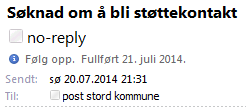 Søknad om å bli støttekontakt
no-reply
Følg opp. Fullført 21. juli 2014.
Sendt: sø 20.07.2014 21:31
Til: post stord kommune